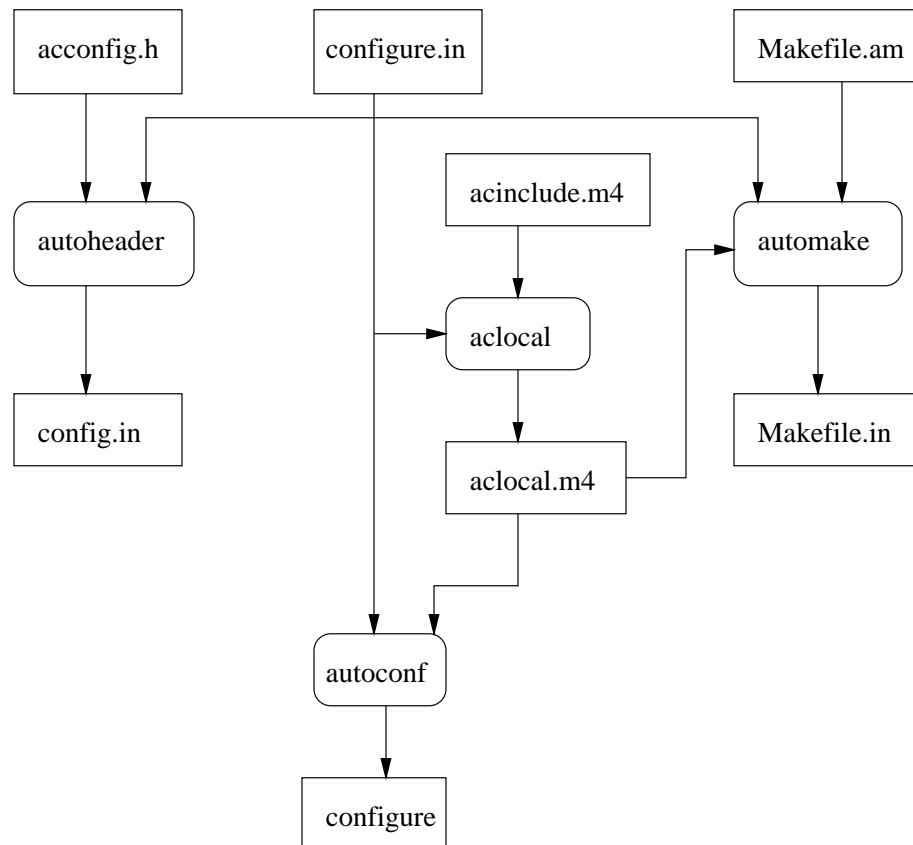 acconfig.h
configure.in
Makefile.am
acinclude.m4
autoheader
automake
aclocal
config.in
Makefile.in
aclocal.m4
autoconf
configure